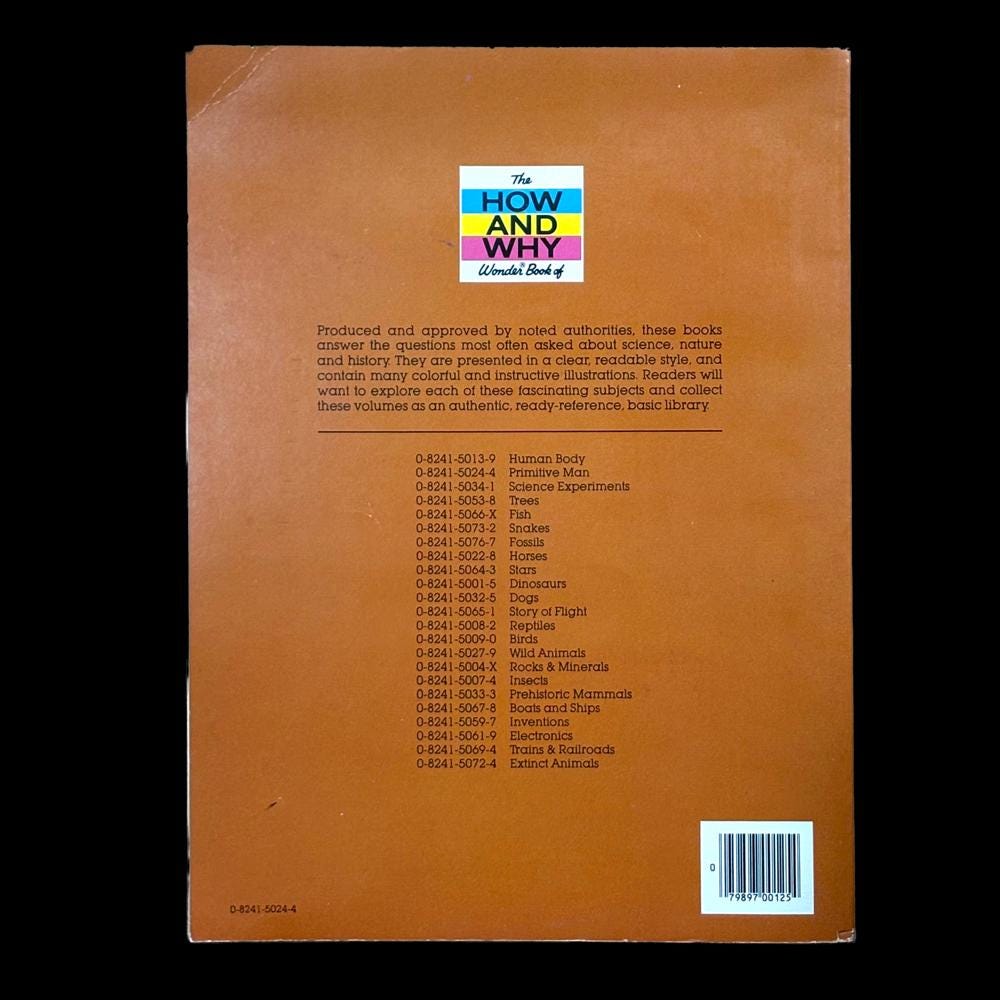 The
HOW
AND
WHY
Wonder® Book of
Produced and approved by noted authorities, these books
answer the questions most often asked about science, nature
and history. They are presented in a clear, readable style, and
contain many colorful and instructive illustrations. Readers will
want to explore each of these fascinating subjects and collect
these volumes as an authentic, ready-reference, basic library.
0-8241-5013-9 Human Body
0-8241-5024-4 Primitive Man
0-8241-5034-1 Science Experiments
0-8241-5053-8 Trees
0-8241-5066-X Fish
0-8241-5073-2 Snakes
0-8241-5076-7 Fossils
0-8241-5022-8 Horses
0-8241-5064-3 Stars
0-8241-5001-5 Dinosaurs
0-8241-5032-5 Dogs
0-8241-5065-1 Story of Flight
0-8241-5008-2 Reptiles
0-8241-5009-0 Birds
0-8241-5027-9 Wild Animals
0-8241-5004-X Rocks & Minerals
0-8241-5007-4 Insects
0-8241-5033-3 Prehistoric Mammals
0-8241-5067-8 Boats and Ships
0-8241-5059-7 Inventions
0-8241-5061-9 Electronics
0-8241-5069-4 Trains & Railroads
0-8241-5072-4 Extinct Animals
0 79897 00125
0-8241-5024-4